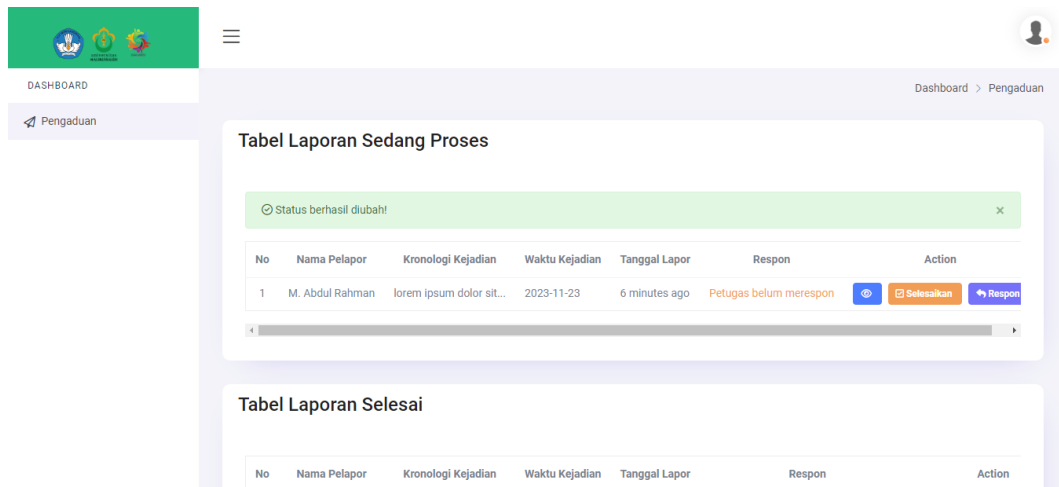 DASHBOARD
Dashboard > Pengaduan
Pengaduan
Tabel Laporan Sedang Proses
Status berhasil diubah! ×
No Nama Pelapor Kronologi Kejadian Waktu Kejadian Tanggal Lapor Respon Action
1 M. Abdul Rahman lorem ipsum dolor sit... 2023-11-23 6 minutes ago Petugas belum merespon Selesaikan Respon
Tabel Laporan Selesai
No Nama Pelapor Kronologi Kejadian Waktu Kejadian Tanggal Lapor Respon Action